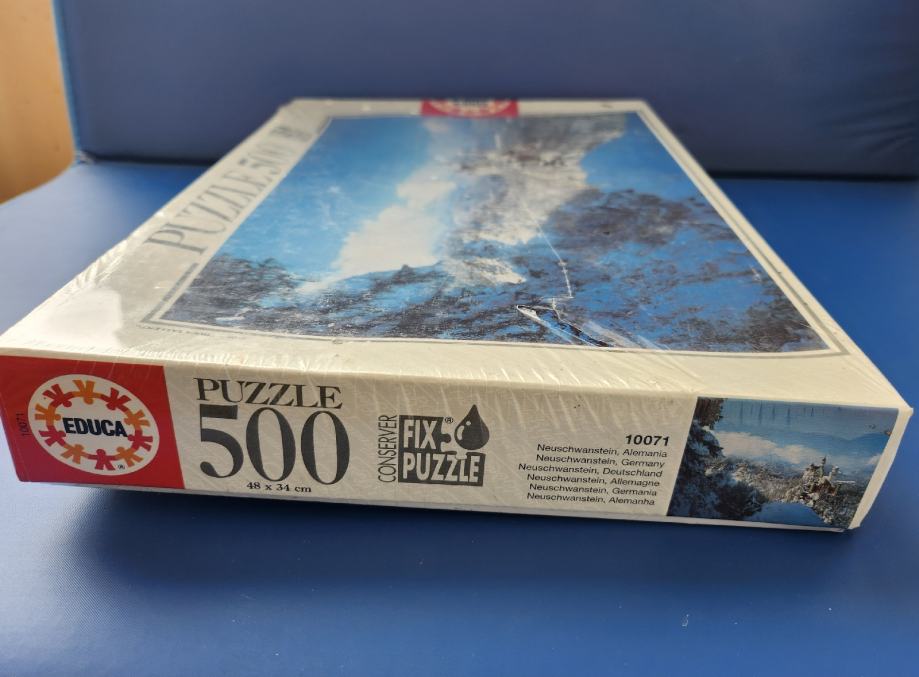 PUZZLE 500
10071
EDUCA
®
PUZZLE
500
48 x 34 cm
CONSERVER
FIX ®
PUZZLE
10071
Neuschwanstein, Alemania
Neuschwanstein, Germany
Neuschwanstein, Deutschland
Neuschwanstein, Allemagne
Neuschwanstein, Germania
Neuschwanstein, Alemanha